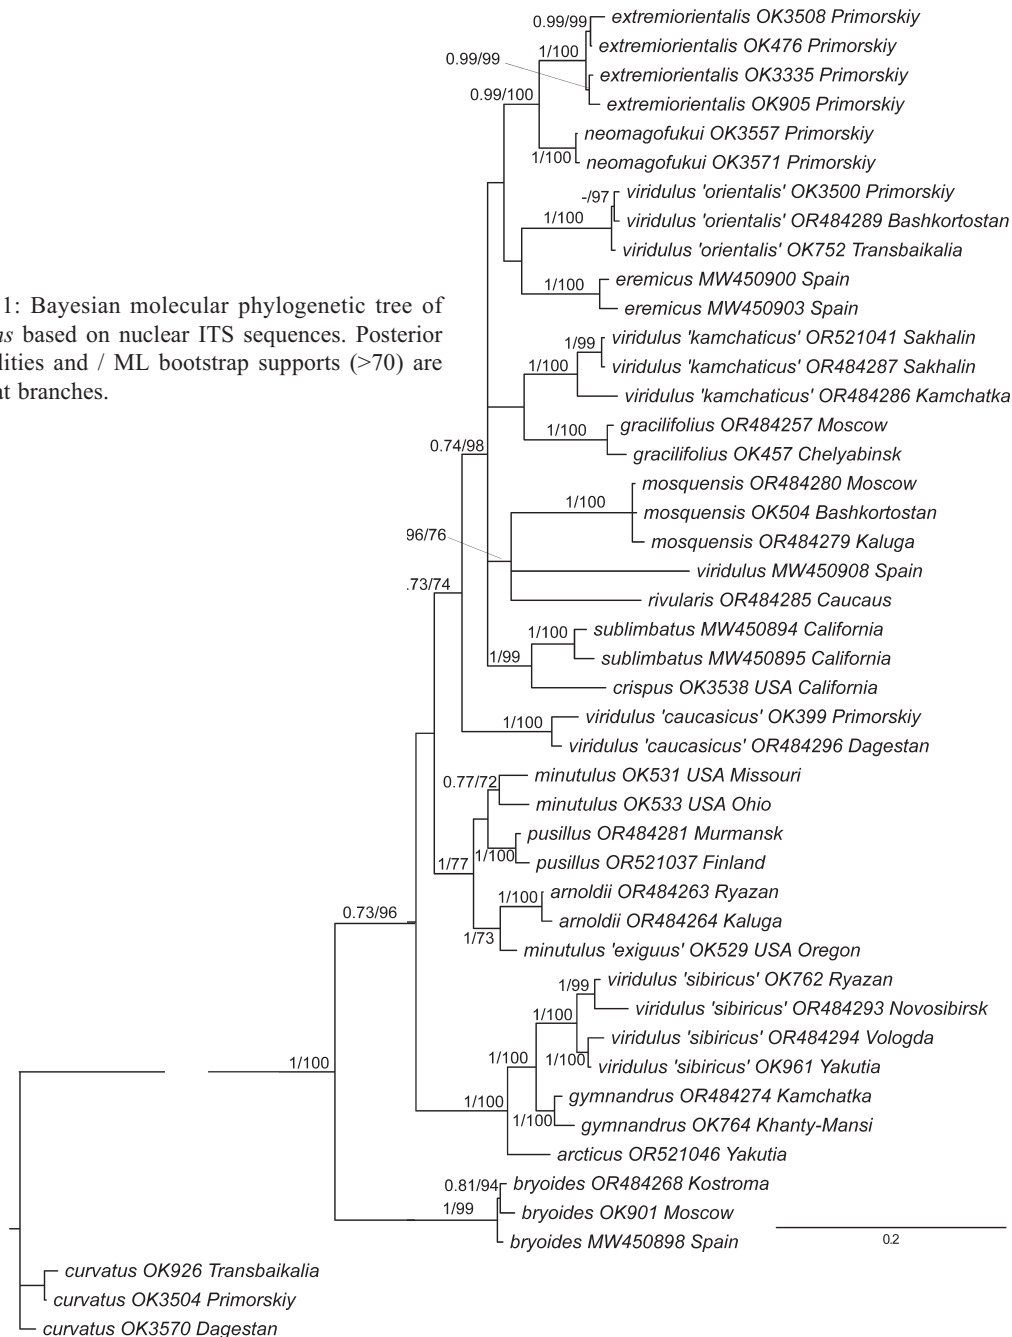 0.99/99
extremiorientalis OK3508 Primorskiy
extremiorientalis OK476 Primorskiy
1/100
0.99/99
extremiorientalis OK3335 Primorskiy
0.99/100
extremiorientalis OK905 Primorskiy
neomagofukui OK3557 Primorskiy
1/100
neomagofukui OK3571 Primorskiy
-/97
viridulus 'orientalis' OK3500 Primorskiy
1/100
viridulus 'orientalis' OR484289 Bashkortostan
viridulus 'orientalis' OK752 Transbaikalia
1/100
eremicus MW450900 Spain
eremicus MW450903 Spain
1: Bayesian molecular phylogenetic tree of
ns based on nuclear ITS sequences. Posterior
lities and / ML bootstrap supports (>70) are
at branches.
1/99
viridulus 'kamchaticus' OR521041 Sakhalin
1/100
viridulus 'kamchaticus' OR484287 Sakhalin
viridulus 'kamchaticus' OR484286 Kamchatka
1/100
gracilifolius OR484257 Moscow
0.74/98
gracilifolius OK457 Chelyabinsk
mosquensis OR484280 Moscow
1/100
mosquensis OK504 Bashkortostan
96/76
mosquensis OR484279 Kaluga
viridulus MW450908 Spain
.73/74
rivularis OR484285 Caucaus
1/100
sublimbatus MW450894 California
1/99
sublimbatus MW450895 California
crispus OK3538 USA California
1/100
viridulus 'caucasicus' OK399 Primorskiy
viridulus 'caucasicus' OR484296 Dagestan
0.77/72
minutulus OK531 USA Missouri
minutulus OK533 USA Ohio
pusillus OR484281 Murmansk
1/77
1/100
pusillus OR521037 Finland
1/100
arnoldii OR484263 Ryazan
0.73/96
arnoldii OR484264 Kaluga
1/73
minutulus 'exiguus' OK529 USA Oregon
1/99
viridulus 'sibiricus' OK762 Ryazan
1/100
viridulus 'sibiricus' OR484293 Novosibirsk
viridulus 'sibiricus' OR484294 Vologda
1/100
1/100
1/100
viridulus 'sibiricus' OK961 Yakutia
1/100
gymnandrus OR484274 Kamchatka
1/100
gymnandrus OK764 Khanty-Mansi
arcticus OR521046 Yakutia
0.81/94
bryoides OR484268 Kostroma
1/99
bryoides OK901 Moscow
bryoides MW450898 Spain
0.2
curvatus OK926 Transbaikalia
curvatus OK3504 Primorskiy
curvatus OK3570 Dagestan